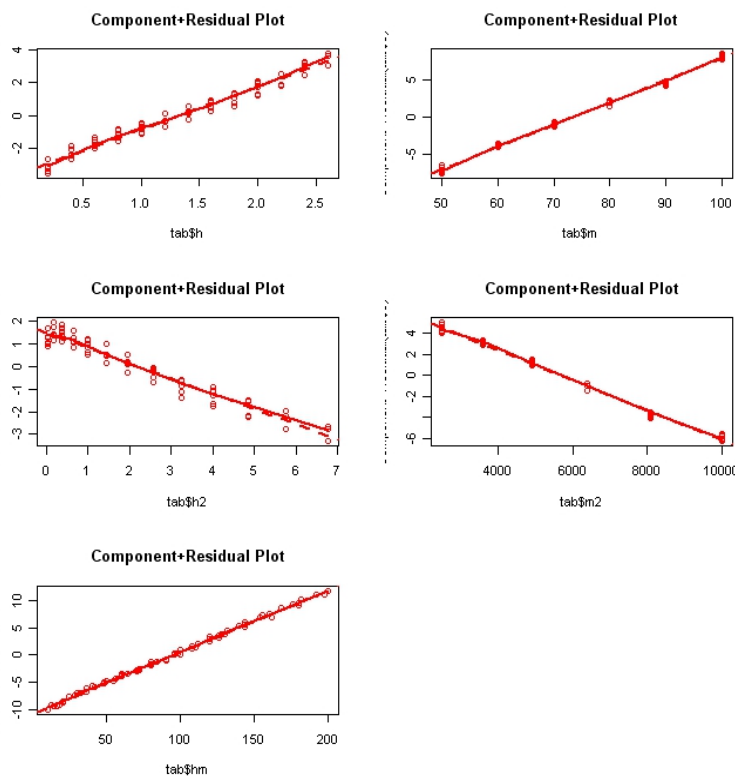 Component+Residual Plot
4
2
0
-2
0.5 1.0 1.5 2.0 2.5
tab$h
Component+Residual Plot
5
0
-5
50 60 70 80 90 100
tab$m
Component+Residual Plot
2
1
0
-1
-2
-3
0 1 2 3 4 5 6 7
tab$h2
Component+Residual Plot
4
2
0
-2
-6
4000 6000 8000 10000
tab$m2
Component+Residual Plot
10
5
0
-5
-10
50 100 150 200
tab$hm